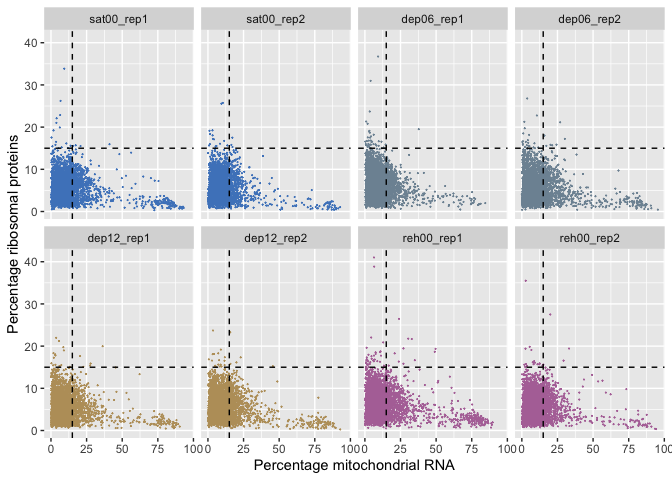 sat00_rep1 sat00_rep2 dep06_rep1 dep06_rep2
40
30
20
10
0
dep12_rep1 dep12_rep2 reh00_rep1 reh00_rep2
40
30
20
10
0
0 25 50 75 100 0 25 50 75 100 0 25 50 75 100 0 25 50 75 100
Percentage mitochondrial RNA
Percentage ribosomal proteins